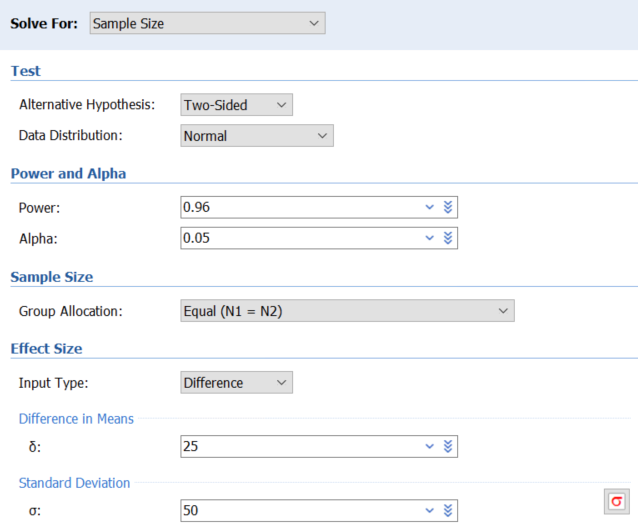 Solve For: Sample Size
Test
Alternative Hypothesis: Two-Sided
Data Distribution: Normal
Power and Alpha
Power: 0.96
Alpha: 0.05
Sample Size
Group Allocation: Equal (N1 = N2)
Effect Size
Input Type: Difference
Difference in Means
δ: 25
Standard Deviation
σ: 50
σ